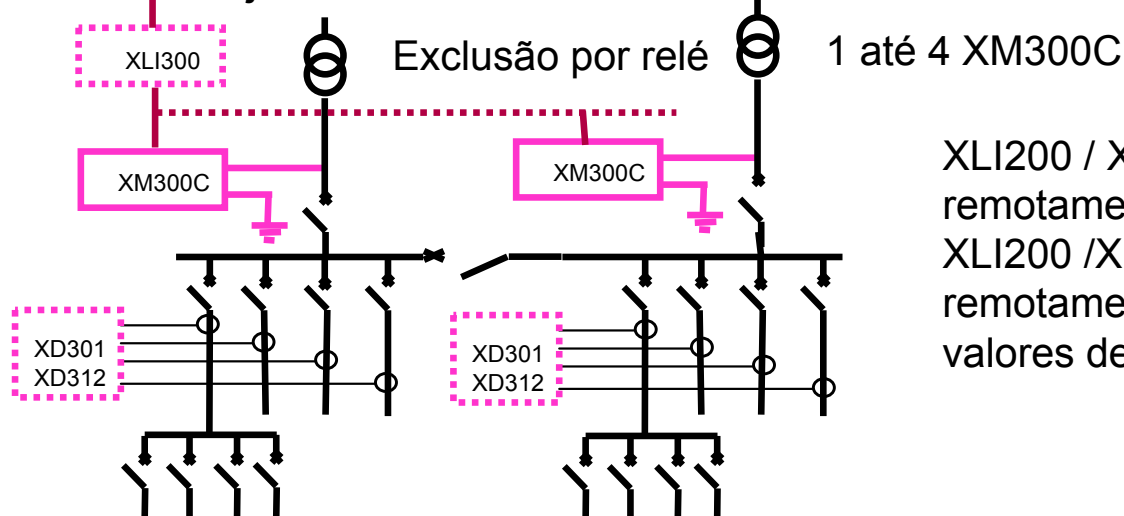 XLI300
Exclusão por relé
1 até 4 XM300C
XM300C
XM300C
XLI200 / X
remotame
XLI200 /X
remotame
valores de
XD301
XD312
XD301
XD312